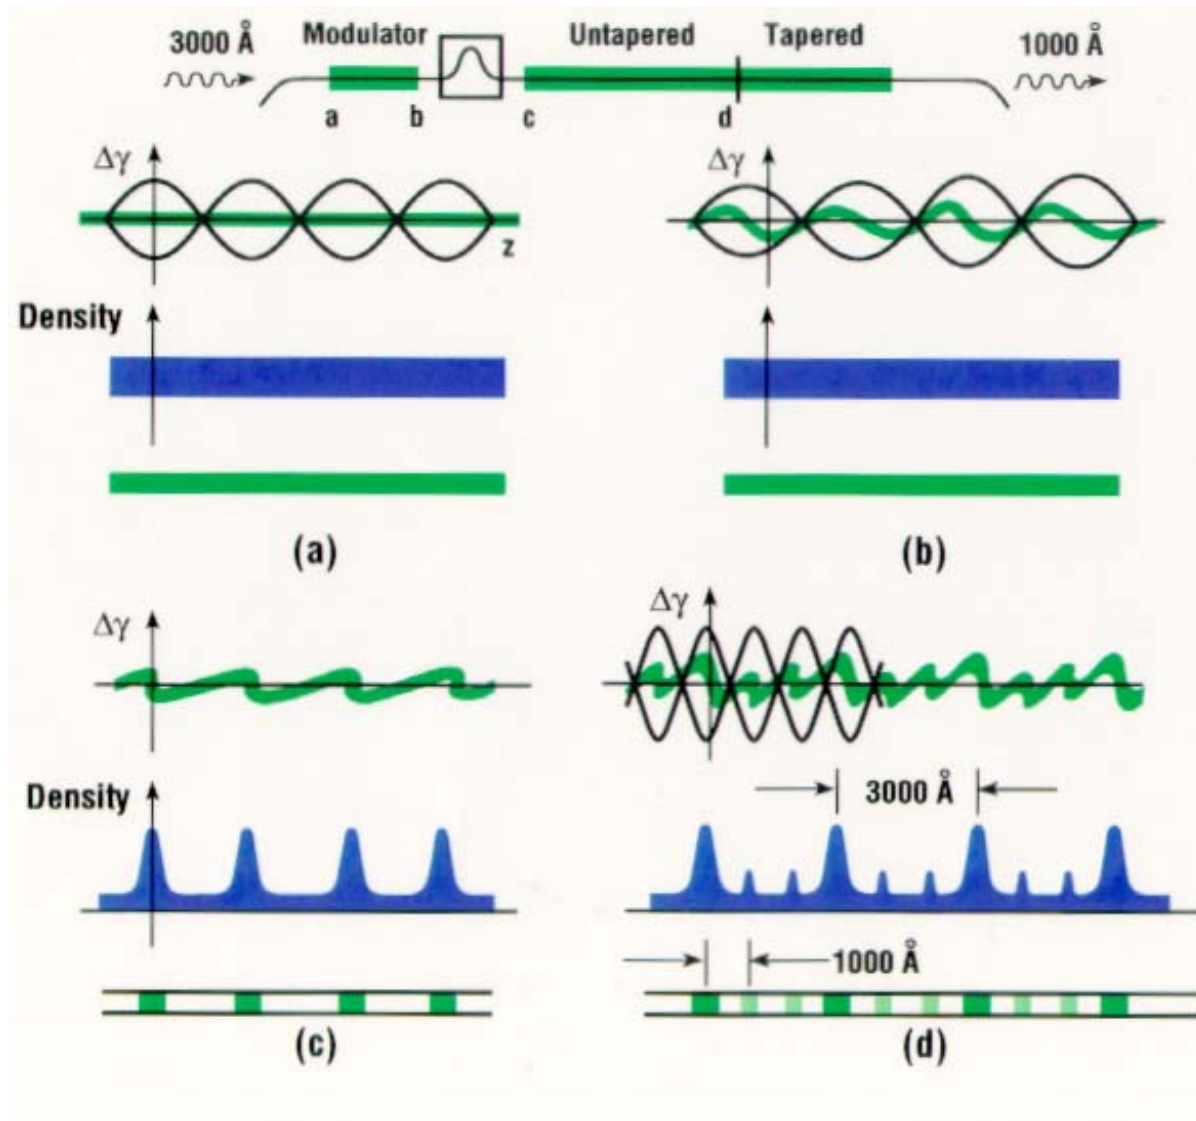 Modulator Untapered Tapered
3000 Å 1000 Å
a b c d
Δγ Δγ
z
Density
(a) (b)
Δγ Δγ
Density 3000 Å
1000 Å
(c) (d)